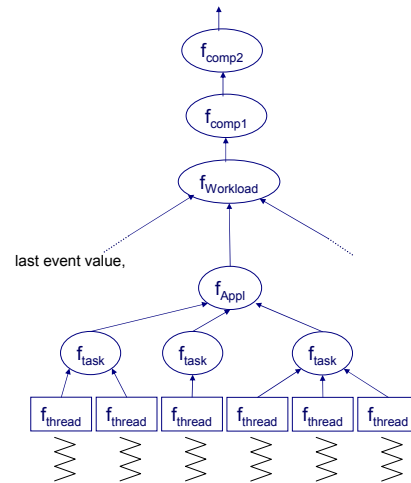 fcomp2
fcomp1
fWorkload
last event value,
fAppl
ftask ftask ftask
fthread fthread fthread fthread fthread fthread